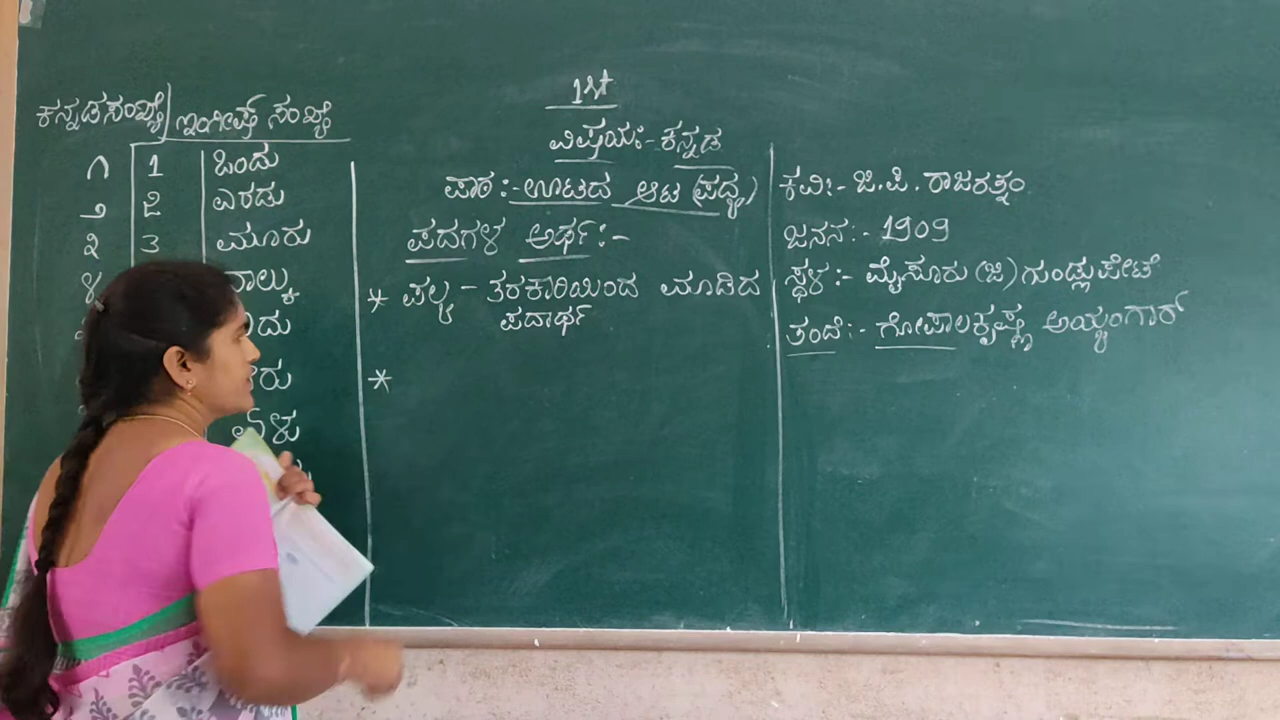 ಕನ್ನಡ ಸಂಖ್ಯೆ ಇಂಗೀಷ್ ಸಂಖ್ಯೆ
೧ 1 ಒಂದು
೨ 2 ಎರಡು
೩ 3 ಮೂರು
೪ ನಾಲ್ಕು
ಏಳು
1st
ವಿಷಯ:- ಕನ್ನಡ
ಪಾಠ:- ಊಟದ ಆಟ (ಪದ್ಯ)
ಪದಗಳ ಅರ್ಥ:-
* ಪಲ್ಯ - ತರಕಾರಿಯಿಂದ ಮಾಡಿದ
ಪದಾರ್ಥ
*
ಕವಿ:- ಜಿ.ಪಿ. ರಾಜರತ್ನಂ
ಜನನ:- 1909
ಸ್ಥಳ:- ಮೈಸೂರು (ಜಿ) ಗುಂಡ್ಲುಪೇಟೆ
ತಂದೆ:- ಗೋಪಾಲಕೃಷ್ಣ ಅಯ್ಯಂಗಾರ್